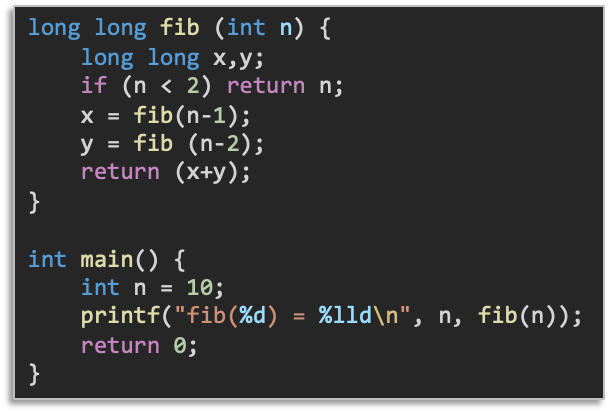 long long fib (int n) {
    long long x,y;
    if (n < 2) return n;
    x = fib(n-1);
    y = fib (n-2);
    return (x+y);
}

int main() {
    int n = 10;
    printf("fib(%d) = %lld\n", n, fib(n));
    return 0;
}